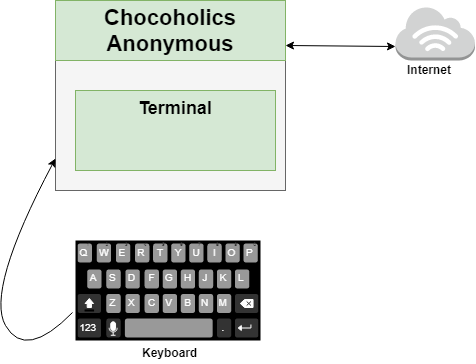 Chocoholics
Anonymous
Internet
Terminal
Q W E R T Y U I O P
A S D F G H J K L
Z X C V B N M
123 .
Keyboard